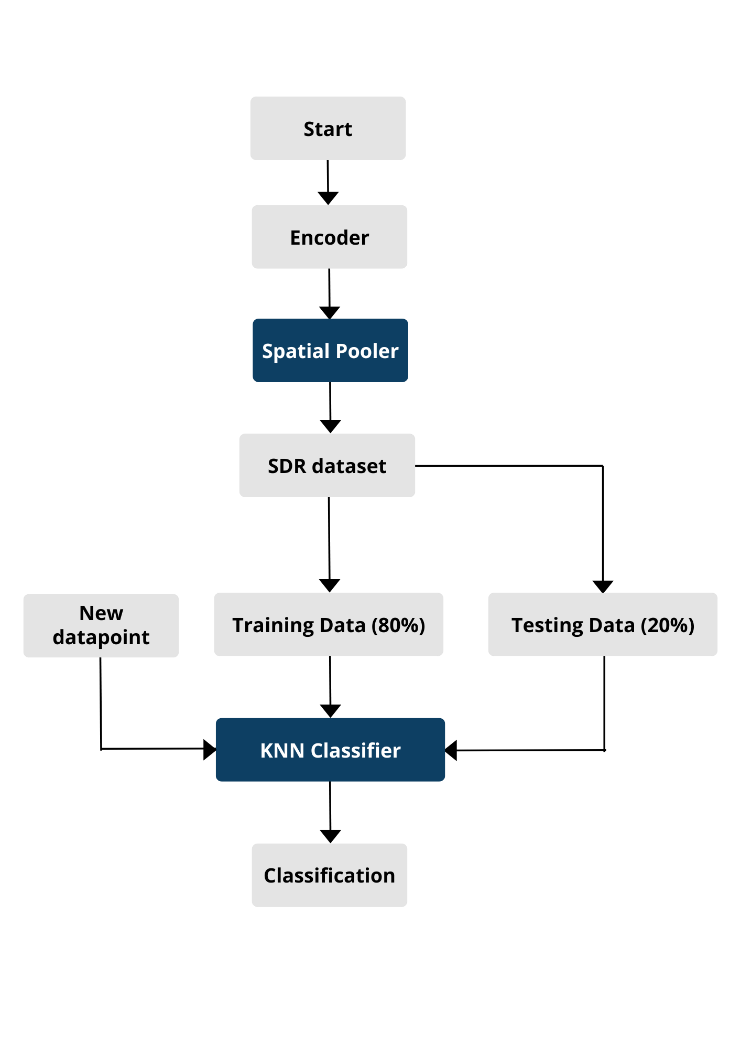 Start
Encoder
Spatial Pooler
SDR dataset
New
datapoint
Training Data (80%)
Testing Data (20%)
KNN Classifier
Classification